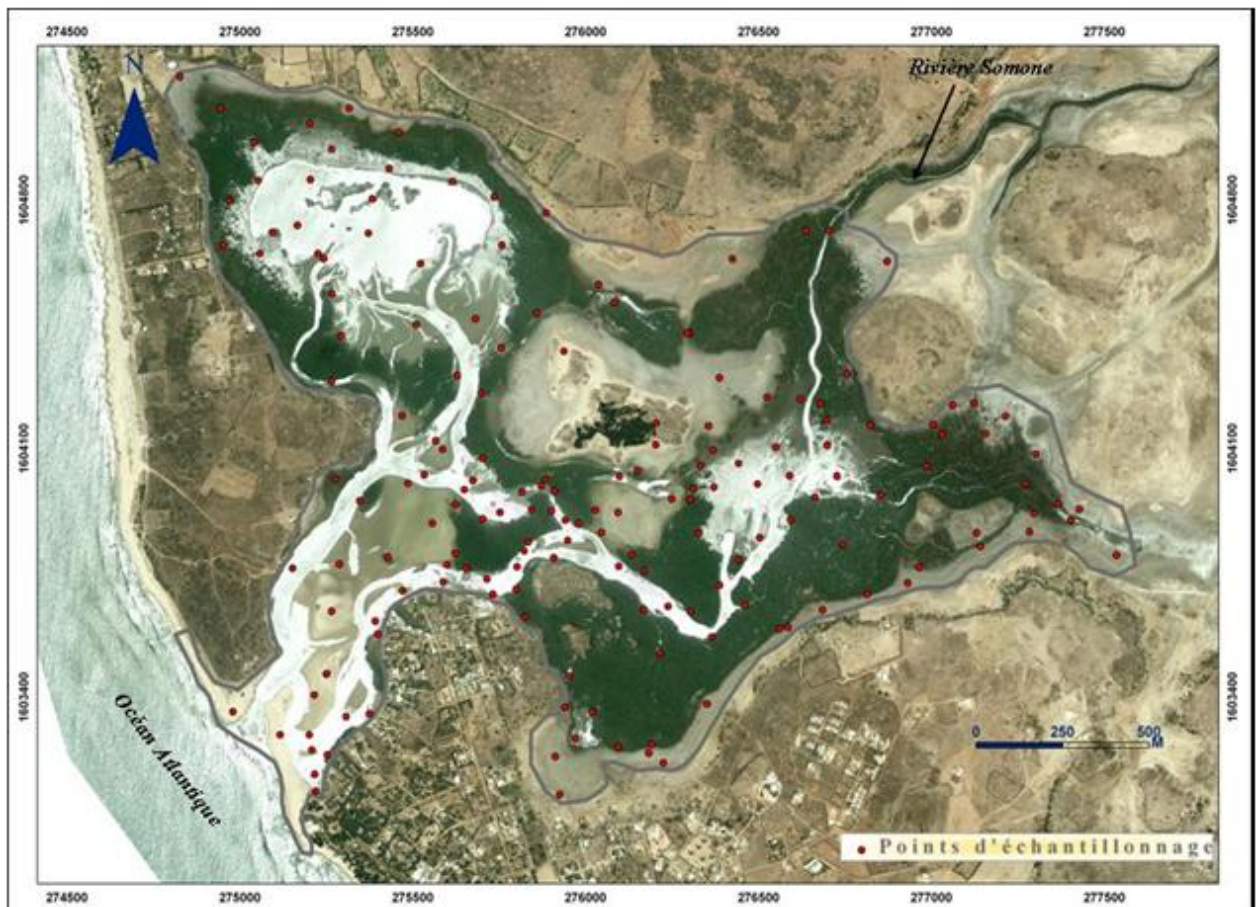 274500 275000 275500 276000 276500 277000 277500
N
Rivière Somone
1604800 1604800
1604100 1604100
1603400 1603400
Océan Atlantique
0 250 500
M
Points d'échantillonnage
274500 275000 275500 276000 276500 277000 277500